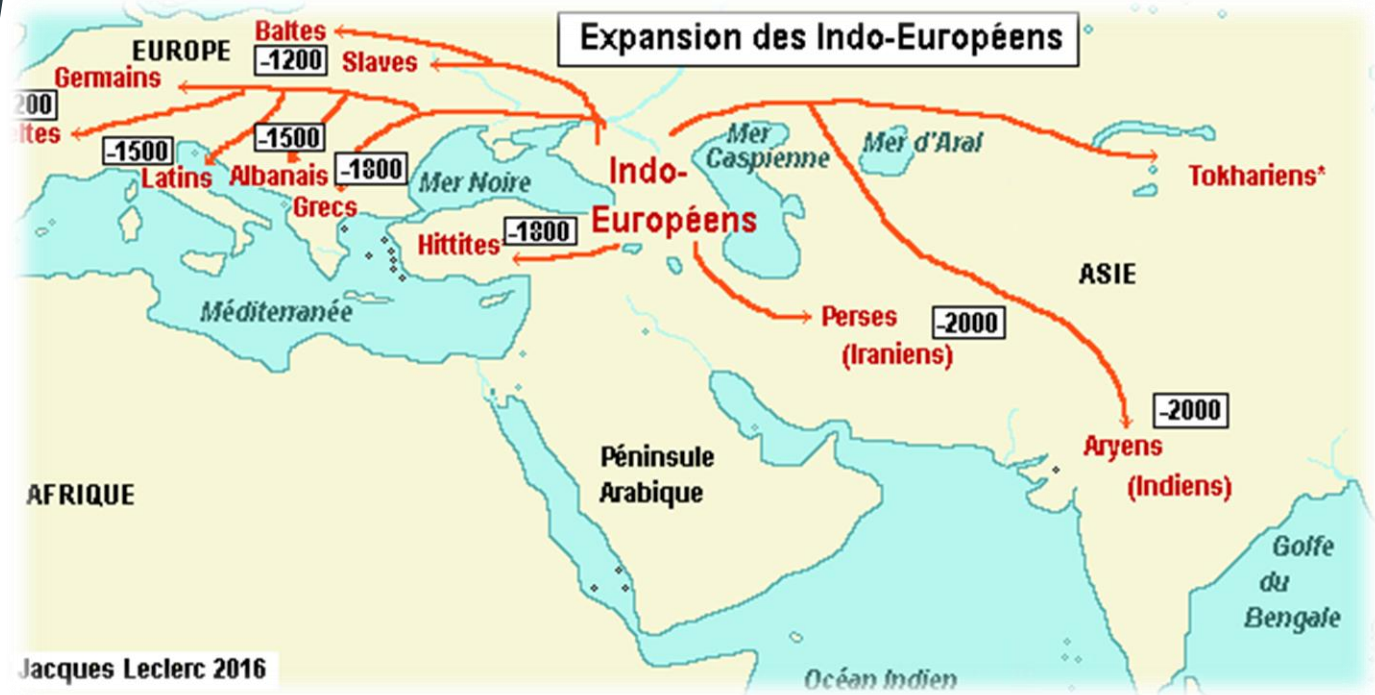 Expansion des Indo-Européens
Baltes
EUROPE
-1200
Slaves
Germains
200
ltes
-1500
-1500
-1800
Latins
Albanais
Grecs
Mer Noire
Indo-
Européens
Mer
Caspienne
Mer d'Aral
Tokhariens*
Hittites
-1800
ASIE
Méditerranée
Perses
-2000
(Iraniens)
-2000
Aryens
(Indiens)
Péninsule
Arabique
AFRIQUE
Golfe
du
Bengale
Jacques Leclerc 2016
Océan Indien